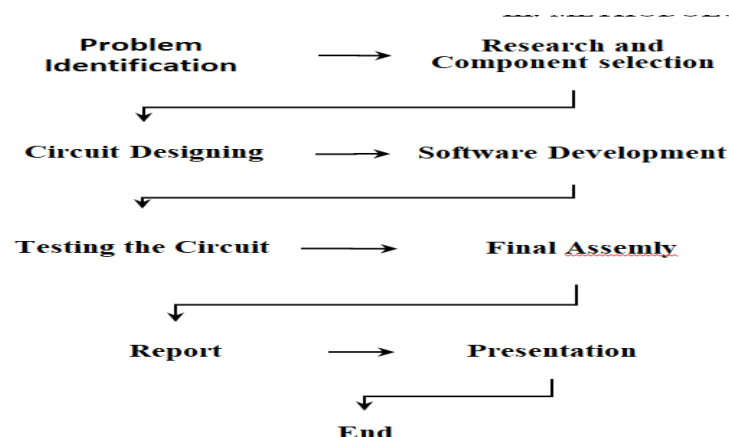 Problem
Identification
Research and
Component selection
Circuit Designing
Software Development
Testing the Circuit
Final Assemly
Report
Presentation
End